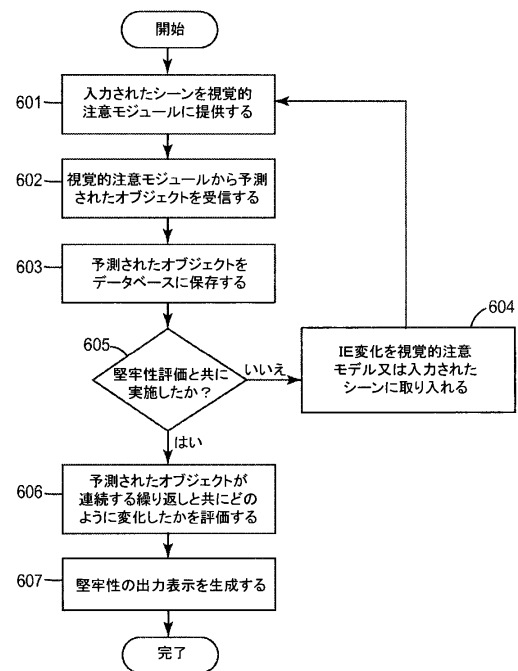 開始
601
入力されたシーンを視覚的
注意モジュールに提供する
602
視覚的注意モジュールから予測
されたオブジェクトを受信する
603
予測されたオブジェクトを
データベースに保存する
604
IE変化を視覚的注意
モデル又は入力された
シーンに取り入れる
605
堅牢性評価と共に
実施したか?
いいえ
はい
606
予測されたオブジェクトが
連続する繰り返しと共にどの
ように変化したかを評価する
607
堅牢性の出力表示を生成する
完了